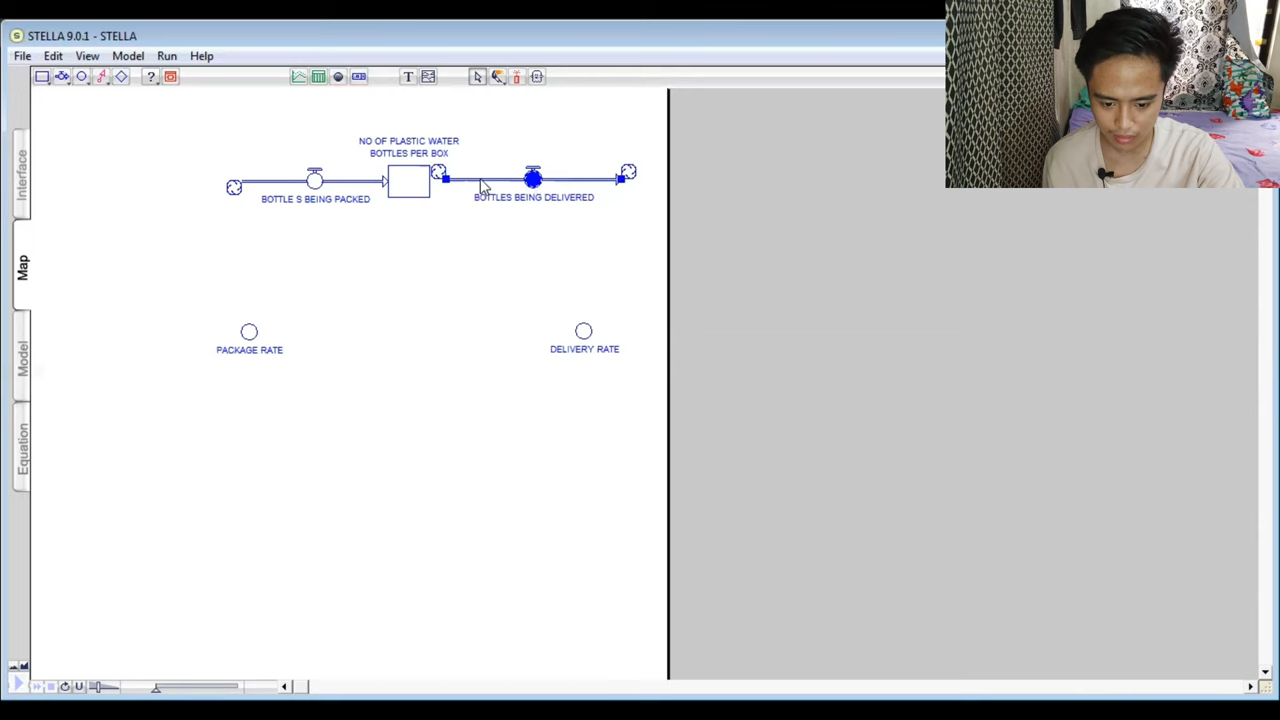 STELLA 9.0.1 - STELLA
File Edit View Model Run Help
T
?
Interface
Map
Model
Equation
NO OF PLASTIC WATER
BOTTLES PER BOX
BOTTLE S BEING PACKED
BOTTLES BEING DELIVERED
PACKAGE RATE
DELIVERY RATE